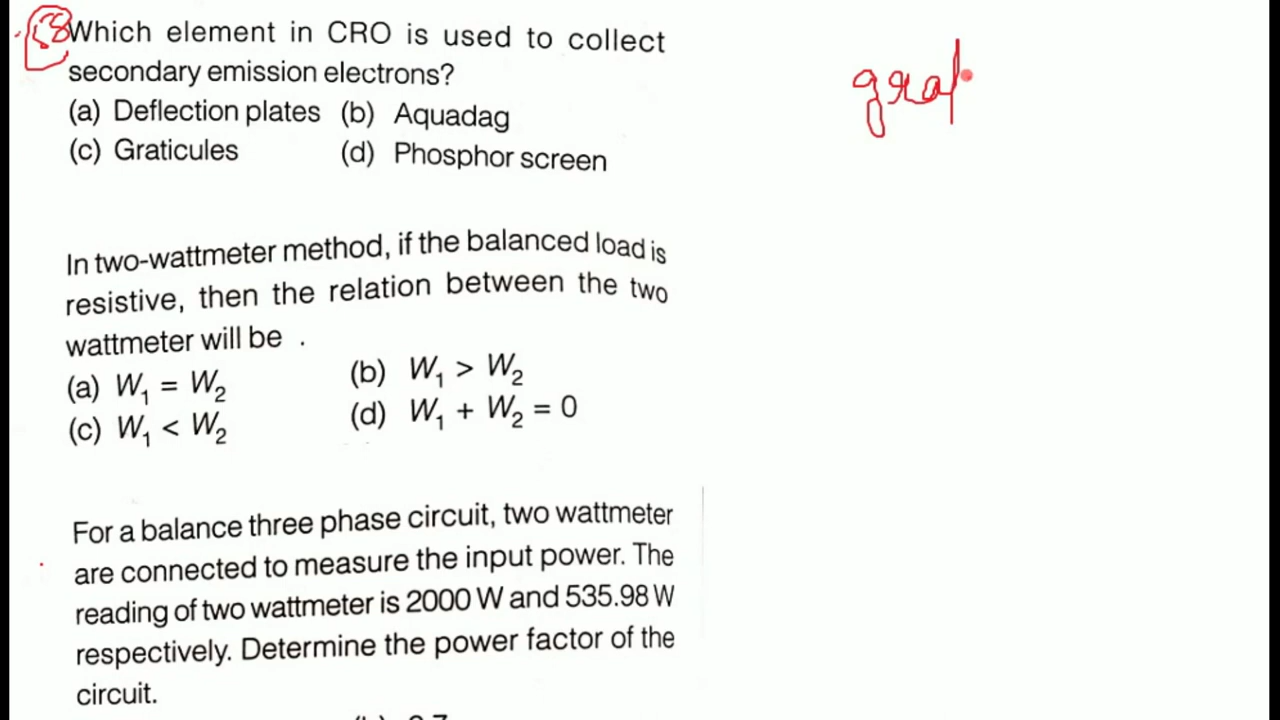 Which element in CRO is used to collect
secondary emission electrons?
(a) Deflection plates (b) Aquadag
(c) Graticules (d) Phosphor screen
graf
In two-wattmeter method, if the balanced load is
resistive, then the relation between the two
wattmeter will be .
(a) W₁ = W₂ (b) W₁ > W₂
(c) W₁ < W₂ (d) W₁ + W₂ = 0
For a balance three phase circuit, two wattmeter
are connected to measure the input power. The
reading of two wattmeter is 2000 W and 535.98 W
respectively. Determine the power factor of the
circuit.